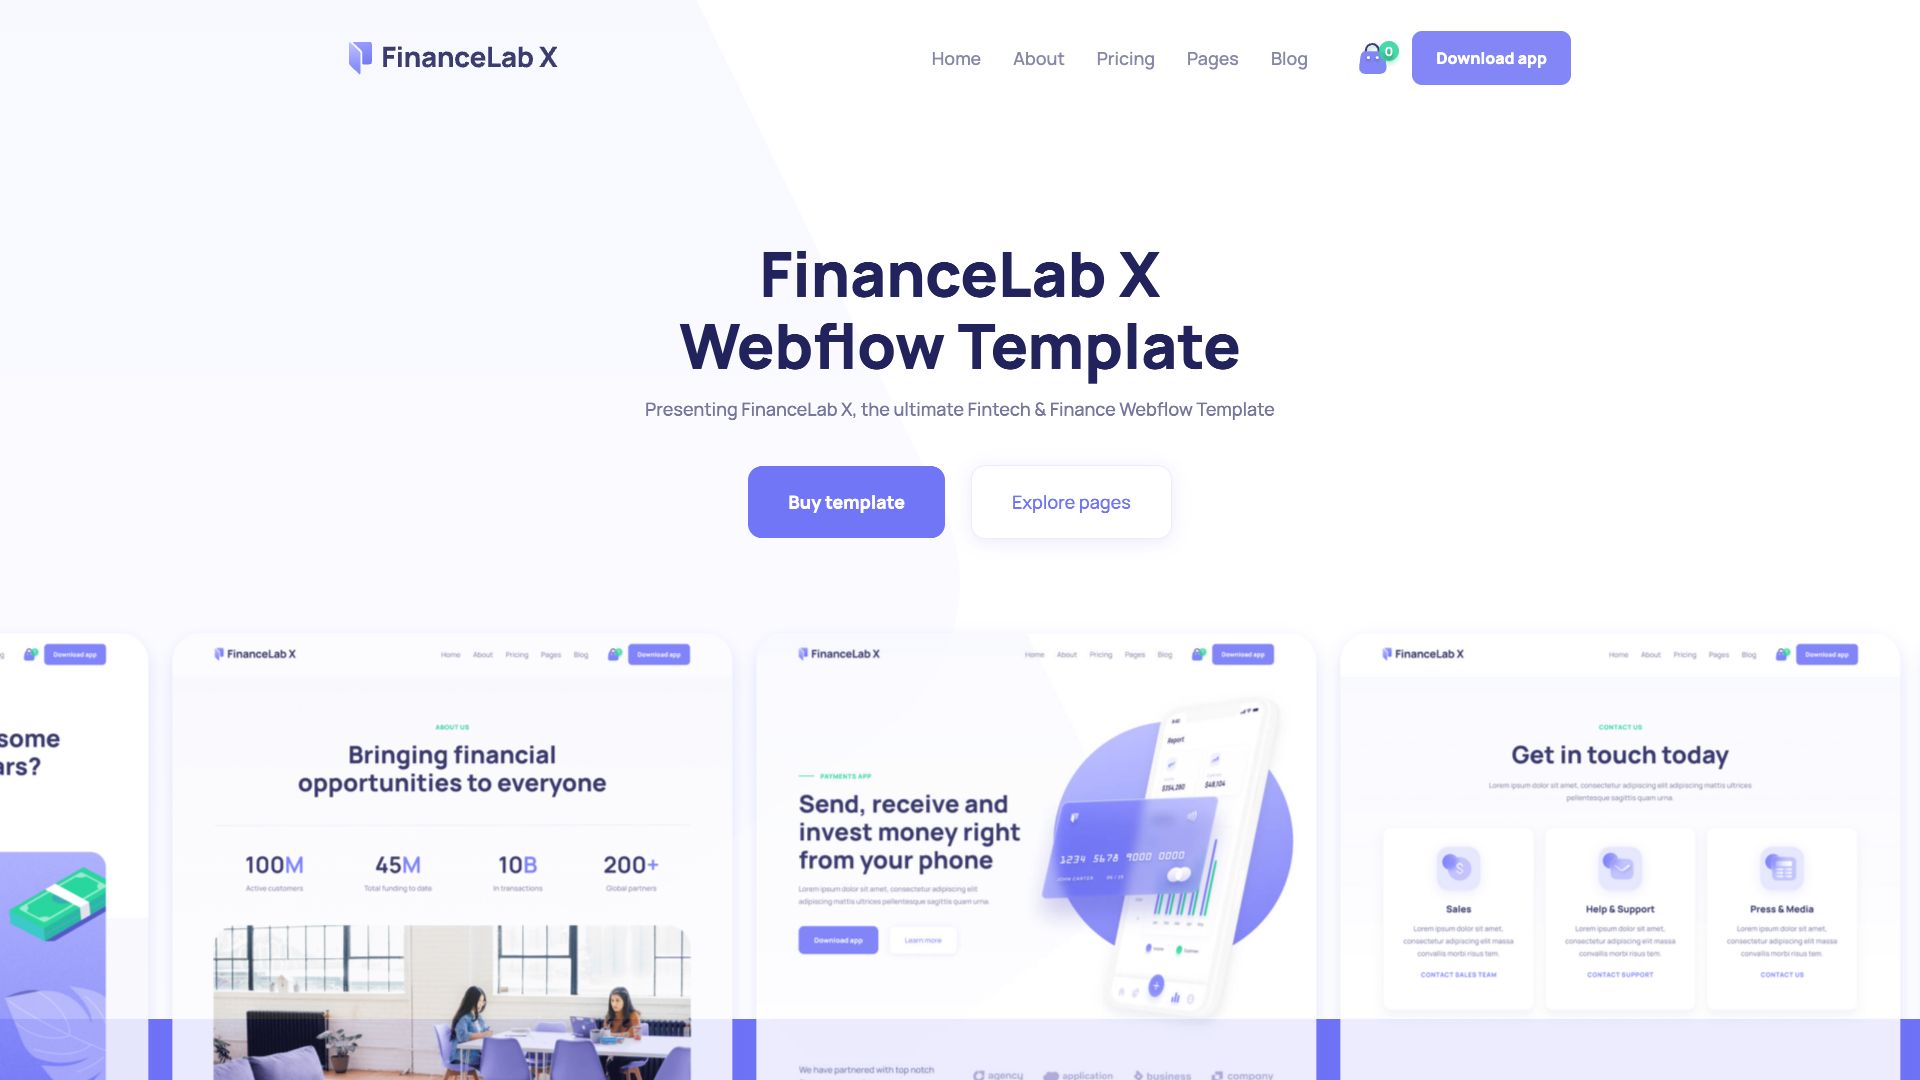 FinanceLab X
Home About Pricing Pages Blog
0
Download app
FinanceLab X
Webflow Template
Presenting FinanceLab X, the ultimate Fintech & Finance Webflow Template
Buy template
Explore pages
Download app
some
ars?
FinanceLab X
Home About Pricing Pages Blog
Download app
ABOUT US
Bringing financial
opportunities to everyone
100M 45M 10B 200+
Active customers Total funding to date In transactions Global partners
FinanceLab X
Home About Pricing Pages Blog
Download app
PAYMENTS APP
Send, receive and
invest money right
from your phone
Lorem ipsum dolor sit amet, consectetur adipiscing elit
adipiscing mattis ultrices pellentesque sagittis quam urna.
Download app
Learn more
Report
$354,280 $48,104
1234 5678 9000 0000
JOHN CARTER
We have partnered with top notch
agency application business company
FinanceLab X
Home About Pricing Pages Blog
Download app
CONTACT US
Get in touch today
Lorem ipsum dolor sit amet, consectetur adipiscing mattis ultrices
pellentesque sagittis quam urna.
Sales
Lorem ipsum dolor sit amet,
consectetur adipiscing elit massa
convallis morbi risus tem.
CONTACT SALES TEAM
Help & Support
Lorem ipsum dolor sit amet,
consectetur adipiscing elit massa
convallis morbi risus tem.
CONTACT SUPPORT
Press & Media
Lorem ipsum dolor sit amet,
consectetur adipiscing elit massa
convallis morbi risus tem.
CONTACT US